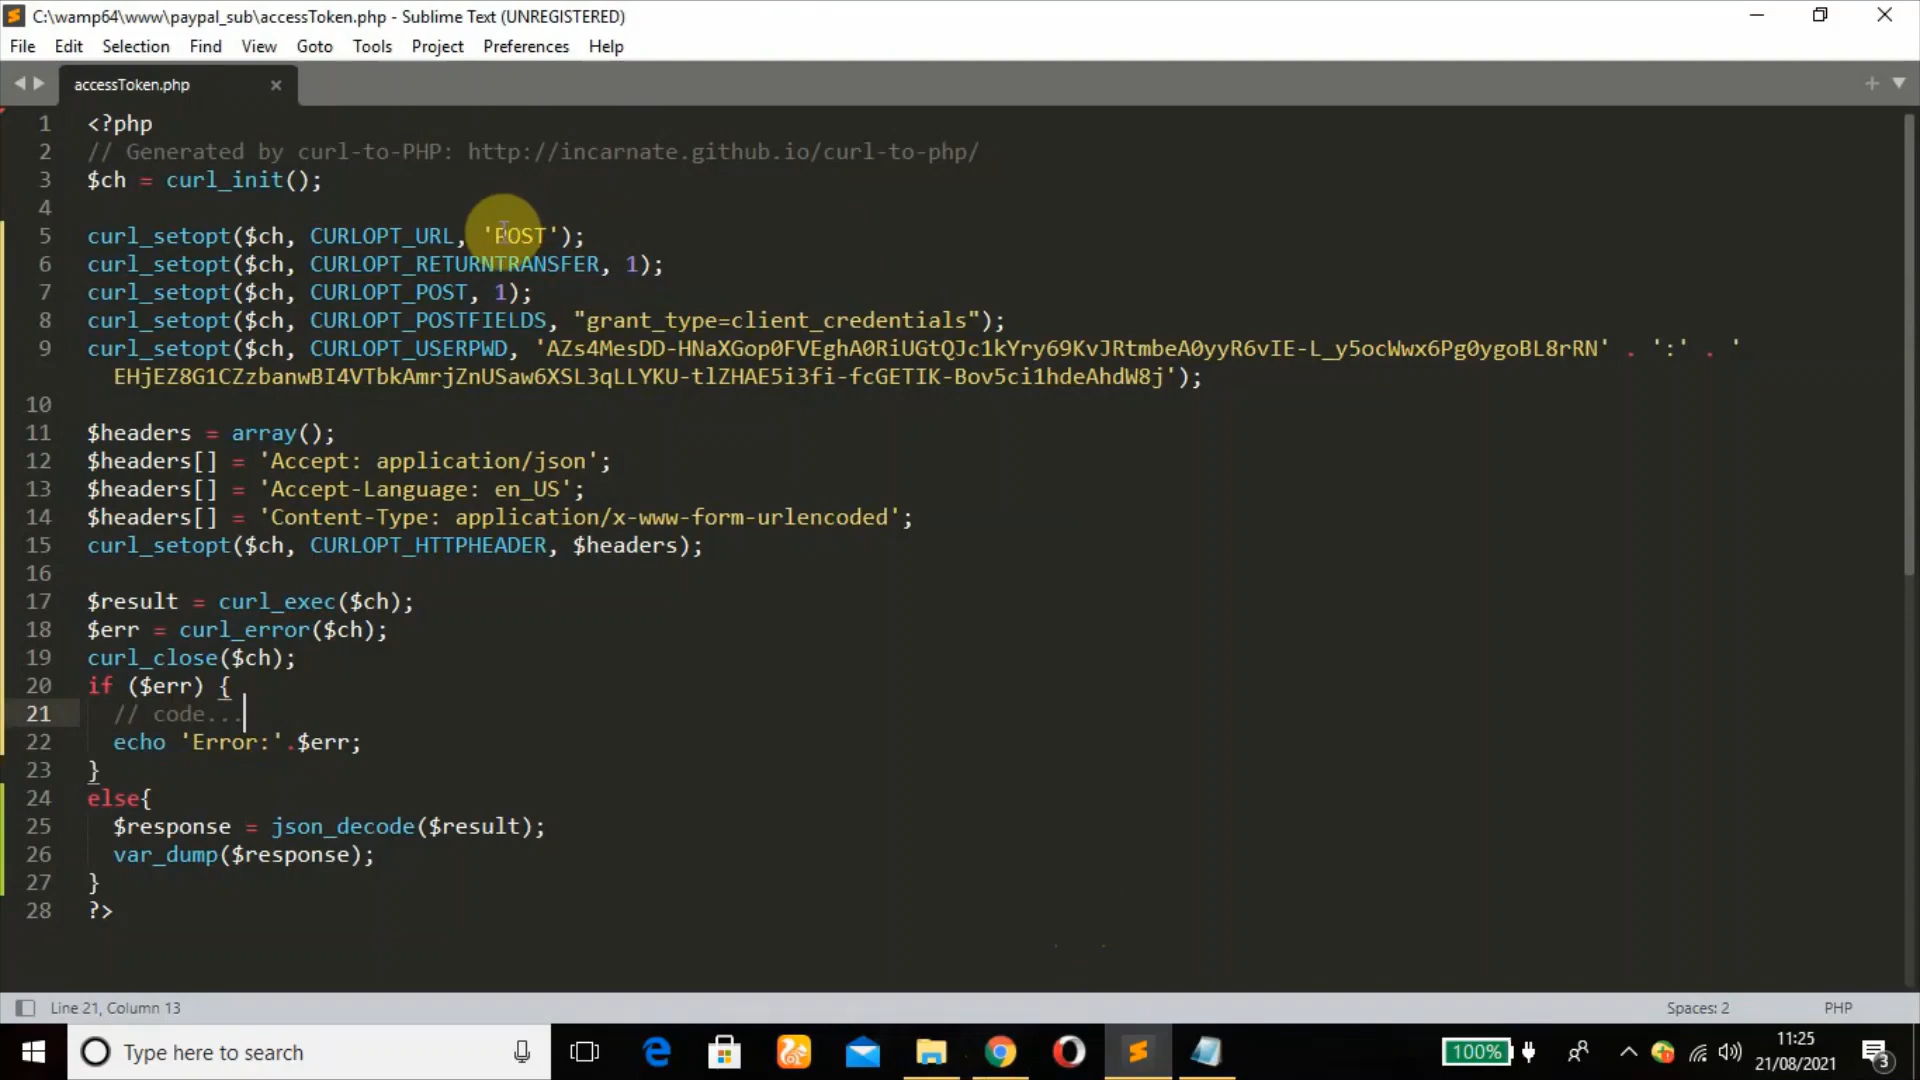 C:\wamp64\www\paypal_sub\accessToken.php - Sublime Text (UNREGISTERED)
File Edit Selection Find View Goto Tools Project Preferences Help
accessToken.php
1 <?php
2 // Generated by curl-to-PHP: http://incarnate.github.io/curl-to-php/
3 $ch = curl_init();
4
5 curl_setopt($ch, CURLOPT_URL, 'POST');
6 curl_setopt($ch, CURLOPT_RETURNTRANSFER, 1);
7 curl_setopt($ch, CURLOPT_POST, 1);
8 curl_setopt($ch, CURLOPT_POSTFIELDS, "grant_type=client_credentials");
9 curl_setopt($ch, CURLOPT_USERPWD, 'AZs4MesDD-HNaXGop0FVEghA0RiUGtQJc1kYry69KvJRtmbeA0yyR6vIE-L_y5ocWwx6Pg0ygoBL8rRN' . ':' . '
EHjEZ8G1CZzbanwBI4VTbkAmrjZnUSaw6XSL3qLLYKU-tlZHAE5i3fi-fcGETIK-Bov5ci1hdeAhdW8j');
10
11 $headers = array();
12 $headers[] = 'Accept: application/json';
13 $headers[] = 'Accept-Language: en_US';
14 $headers[] = 'Content-Type: application/x-www-form-urlencoded';
15 curl_setopt($ch, CURLOPT_HTTPHEADER, $headers);
16
17 $result = curl_exec($ch);
18 $err = curl_error($ch);
19 curl_close($ch);
20 if ($err) {
21 // code...
22 echo 'Error:'.$err;
23 }
24 else{
25 $response = json_decode($result);
26 var_dump($response);
27 }
28 ?>
Line 21, Column 13 Spaces: 2 PHP
Type here to search 100% 11:25
21/08/2021 3